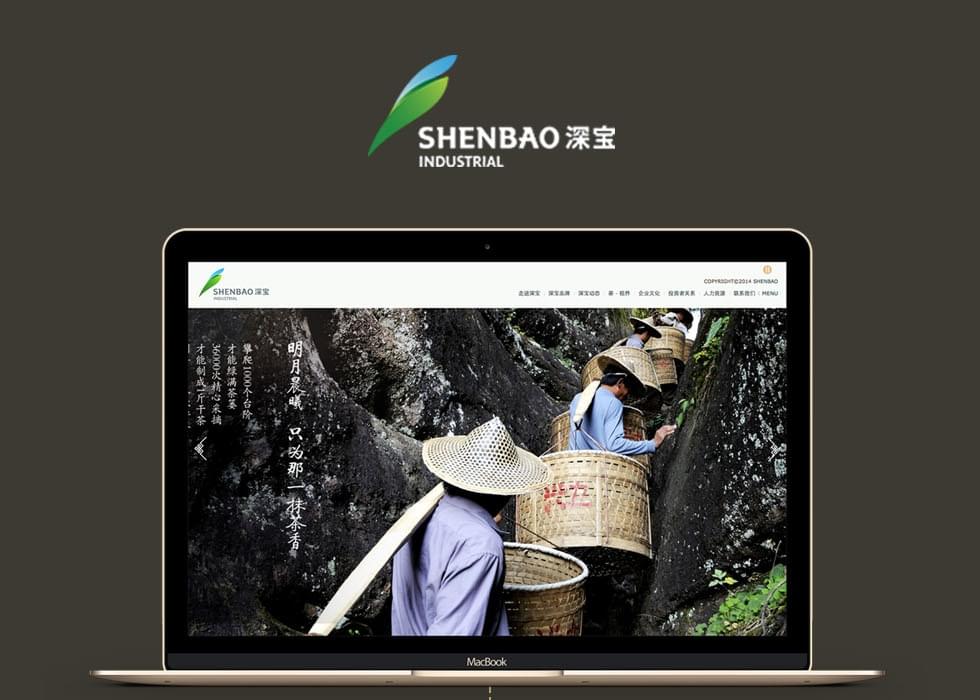 SHENBAO 深宝
INDUSTRIAL
SHENBAO 深宝
INDUSTRIAL
COPYRIGHT©2014 SHENBAO
走进深宝 深宝品牌 深宝动态 茶·视界 企业文化 投资者关系 人力资源 联系我们 MENU
明月晨曦 只为那一抹茶香
攀爬1000个台阶
才能绿满茶篓
36000次精心采摘
才能制成1斤干茶
MacBook